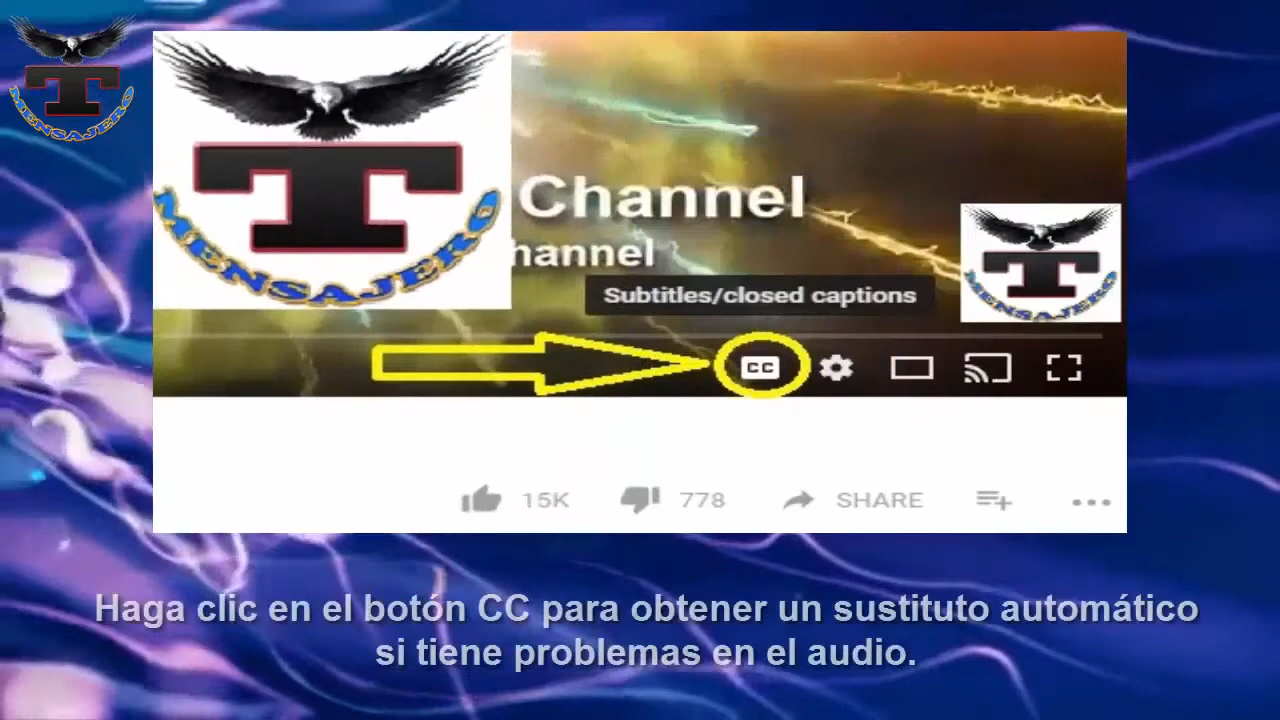 T
MENSAJERO
T
MENSAJERO
Channel
hannel
Subtitles/closed captions
T
MENSAJERO
CC
15K
778
SHARE
Haga clic en el botón CC para obtener un sustituto automático
si tiene problemas en el audio.